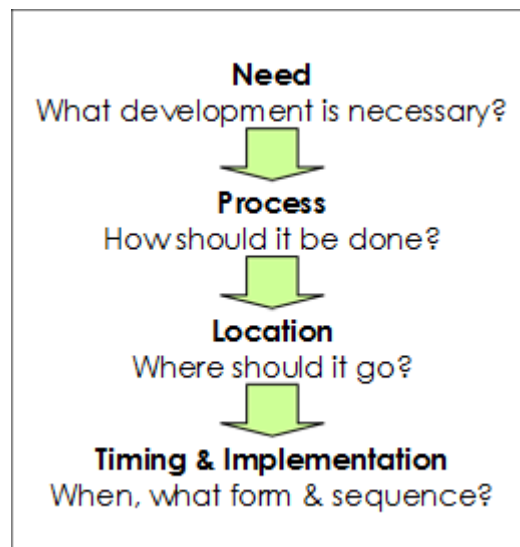 Need
What development is necessary?
Process
How should it be done?
Location
Where should it go?
Timing & Implementation
When, what form & sequence?